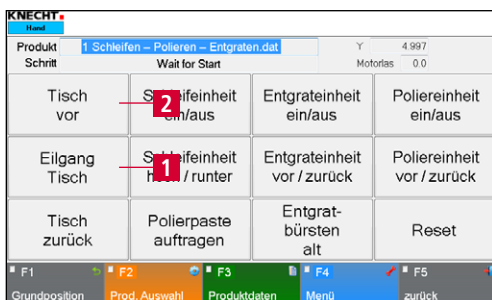 KNECHT
Hand
Produkt 1 Schleifen – Polieren – Entgraten.dat Y 4.997
Schritt Wait for Start Motorlas 0.0
Tisch vor
2
ein/aus
Entgrateinheit ein/aus
Poliereinheit ein/aus
Eilgang Tisch
1
/ runter
Entgrateinheit vor / zurück
Poliereinheit vor / zurück
Tisch zurück
Polierpaste auftragen
Entgrat-
bürsten
alt
Reset
F1 F2 F3 F4 F5
Grundposition Prod. Auswahl Produktdaten Menü zurück